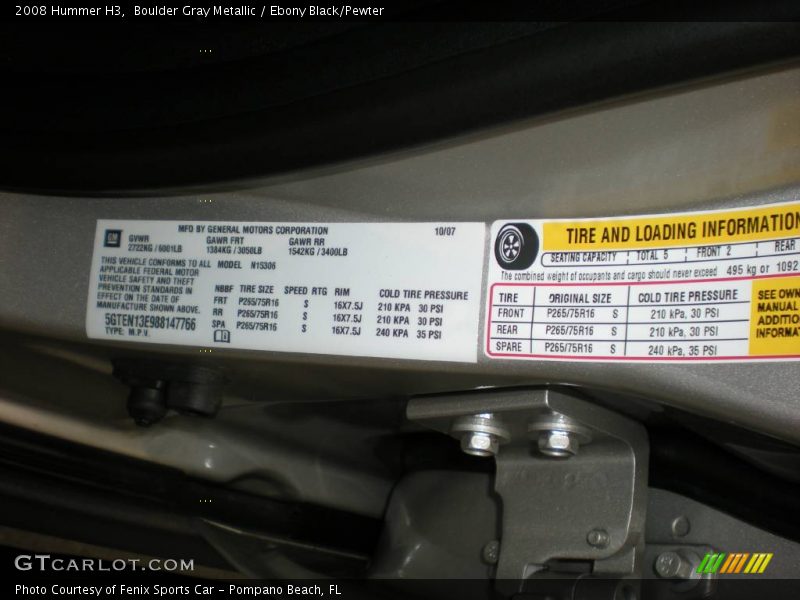 2008 Hummer H3,  Boulder Gray Metallic / Ebony Black/Pewter
GM
MFD BY GENERAL MOTORS CORPORATION 10/07
GVWR GAWR FRT GAWR RR
2722KG / 6001LB 1384KG / 3050LB 1542KG / 3400LB
THIS VEHICLE CONFORMS TO ALL MODEL N15306
APPLICABLE FEDERAL MOTOR
VEHICLE SAFETY AND THEFT
PREVENTION STANDARDS IN
EFFECT ON THE DATE OF
MANUFACTURE SHOWN ABOVE.
5GTEN13E988147766
TYPE: M.P.V.
NBBF TIRE SIZE SPEED RTG RIM COLD TIRE PRESSURE
FRT P265/75R16 S 16X7.5J 210 KPA 30 PSI
RR P265/75R16 S 16X7.5J 210 KPA 30 PSI
SPA P265/75R16 S 16X7.5J 240 KPA 35 PSI
TIRE AND LOADING INFORMATION
SEATING CAPACITY TOTAL 5 FRONT 2 REAR
The combined weight of occupants and cargo should never exceed 495 kg or 1092
TIRE ORIGINAL SIZE COLD TIRE PRESSURE
FRONT P265/75R16 S 210 kPa, 30 PSI
REAR P265/75R16 S 210 kPa, 30 PSI
SPARE P265/75R16 S 240 kPa, 35 PSI
SEE OWN
MANUAL
ADDITIO
INFORMAT
GTCARLOT.COM
Photo Courtesy of Fenix Sports Car - Pompano Beach, FL